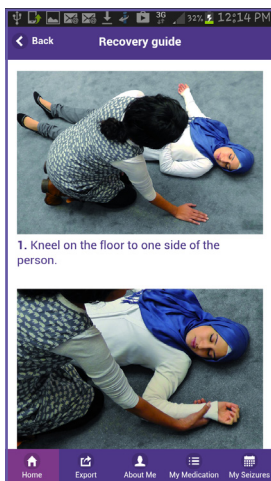 3G 32% 12:14 PM
Back Recovery guide
1. Kneel on the floor to one side of the
person.
Home Export About Me My Medication My Seizures